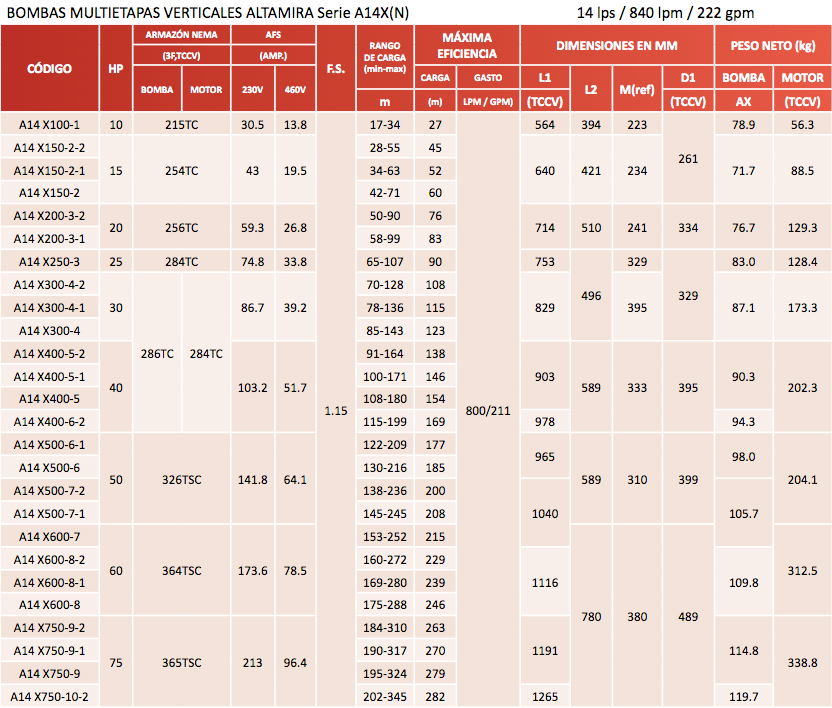 BOMBAS MULTIETAPAS VERTICALES ALTAMIRA Serie A14X(N) 14 lps / 840 lpm / 222 gpm
CÓDIGO HP ARMAZÓN NEMA AFS F.S. RANGO DE CARGA (min-max) MÁXIMA EFICIENCIA DIMENSIONES EN MM PESO NETO (kg)
(3F,TCCV) (AMP.) CARGA GASTO L1 L2 M(ref) D1 BOMBA MOTOR
BOMBA MOTOR 230V 460V m (m) LPM / GPM) (TCCV) (TCCV) AX (TCCV)
A14 X100-1 10 215TC 30.5 13.8 17-34 27 564 394 223 78.9 56.3
A14 X150-2-2 28-55 45
261
A14 X150-2-1 15 254TC 43 19.5 34-63 52 640 421 234 71.7 88.5
A14 X150-2 42-71 60
A14 X200-3-2 50-90 76
20 256TC 59.3 26.8 714 510 241 334 76.7 129.3
A14 X200-3-1 58-99 83
A14 X250-3 25 284TC 74.8 33.8 65-107 90 753 329 83.0 128.4
A14 X300-4-2 70-128 108
496 329
A14 X300-4-1 30 86.7 39.2 78-136 115 829 395 87.1 173.3
A14 X300-4 85-143 123
A14 X400-5-2 286TC 284TC 91-164 138
A14 X400-5-1 100-171 146 903 90.3
40 103.2 51.7 589 333 395 202.3
A14 X400-5 108-180 154
1.15 800/211
A14 X400-6-2 115-199 169 978 94.3
A14 X500-6-1 122-209 177
965 98.0
A14 X500-6 130-216 185
50 326TSC 141.8 64.1 589 310 399 204.1
A14 X500-7-2 138-236 200
A14 X500-7-1 145-245 208 1040 105.7
A14 X600-7 153-252 215
A14 X600-8-2 160-272 229
60 364TSC 173.6 78.5 312.5
A14 X600-8-1 169-280 239 1116 109.8
A14 X600-8 175-288 246
780 380 489
A14 X750-9-2 184-310 263
A14 X750-9-1 190-317 270 1191 114.8
75 365TSC 213 96.4 338.8
A14 X750-9 195-324 279
A14 X750-10-2 202-345 282 1265 119.7